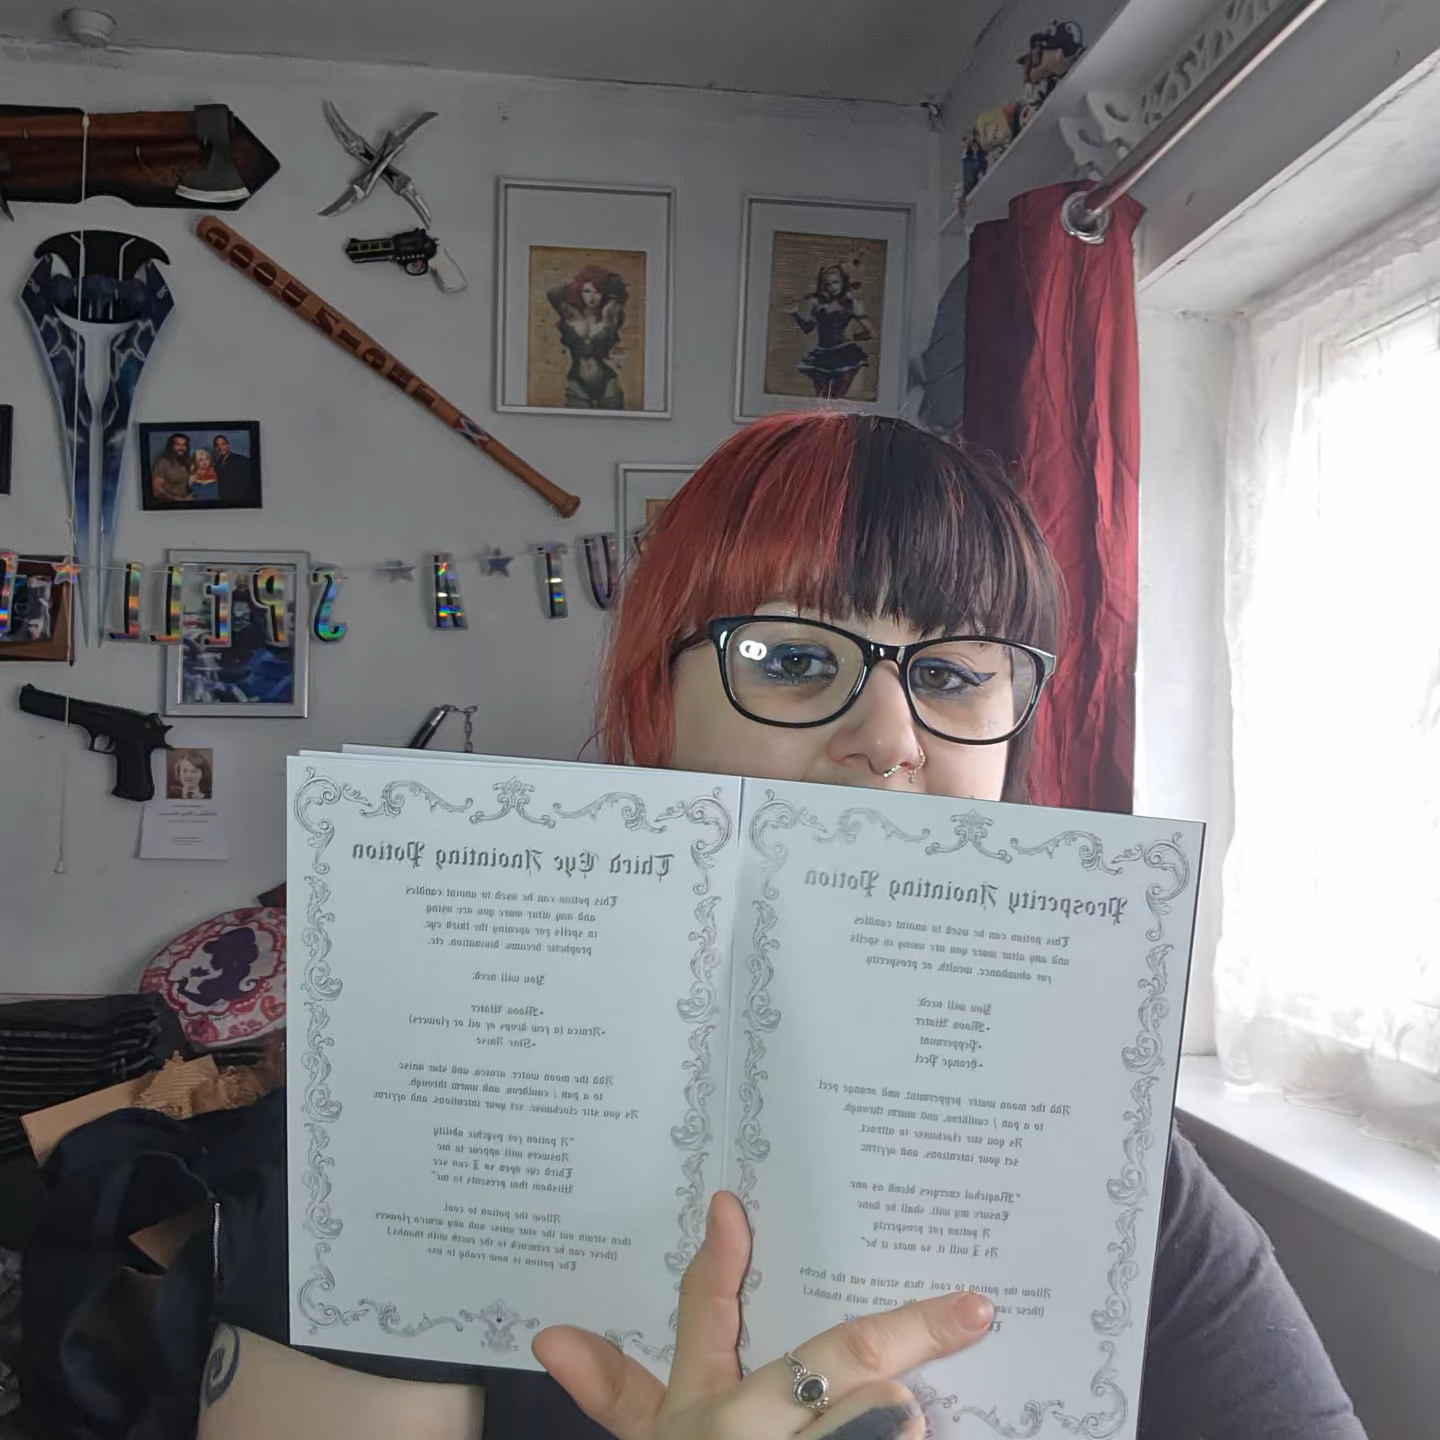 GOOD NIGHT
UT A SPELL
Prosperity Anointing Potion
This potion can be used to anoint candles
and any altar ware you are using in spells
for abundance, wealth, or prosperity.
You will need:
•Moon Water
•Peppermint
•Orange Peel
Add the moon water, peppermint, and orange peel
to a pan / cauldron, and warm through.
As you stir clockwise to attract,
set your intentions, and affirm:
"Magickal energies blend as one
Ensure my will, shall be done
A potion for prosperity
As I will it, so mote it be"
Allow the potion to cool, then strain out the herbs
(these can the earth with thanks)
Third Eye Anointing Potion
This potion can be used to anoint candles
and any altar ware you are using
in spells for opening the third eye,
prophetic dreams, divination, etc.
You will need:
•Moon Water
•Arnica (a few drops of oil or flowers)
•Star Anise
Add the moon water, arnica, and star anise
to a pan / cauldron, and warm through.
As you stir clockwise, set your intentions, and affirm:
"A potion for psychic ability
Answers will appear to me
Third eye open so I can see
Wisdom that presents to me"
Allow the potion to cool,
then strain out the star anise and any arnica flowers
(these can be returned to the earth with thanks)
The potion is now ready to use